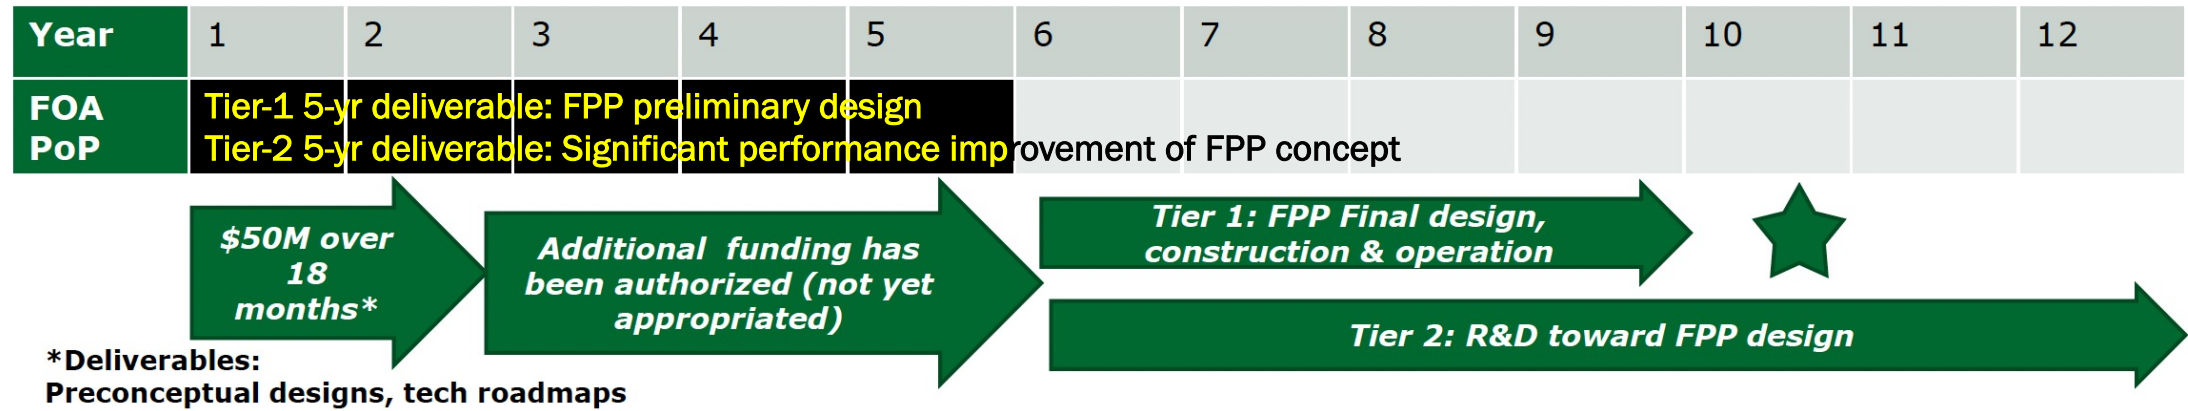 Year 1 2 3 4 5 6 7 8 9 10 11 12
FOA
PoP
Tier-1 5-yr deliverable: FPP preliminary design
Tier-2 5-yr deliverable: Significant performance improvement of FPP concept
$50M over
18
months*
Additional funding has
been authorized (not yet
appropriated)
Tier 1: FPP Final design,
construction & operation
Tier 2: R&D toward FPP design
*Deliverables:
Preconceptual designs, tech roadmaps